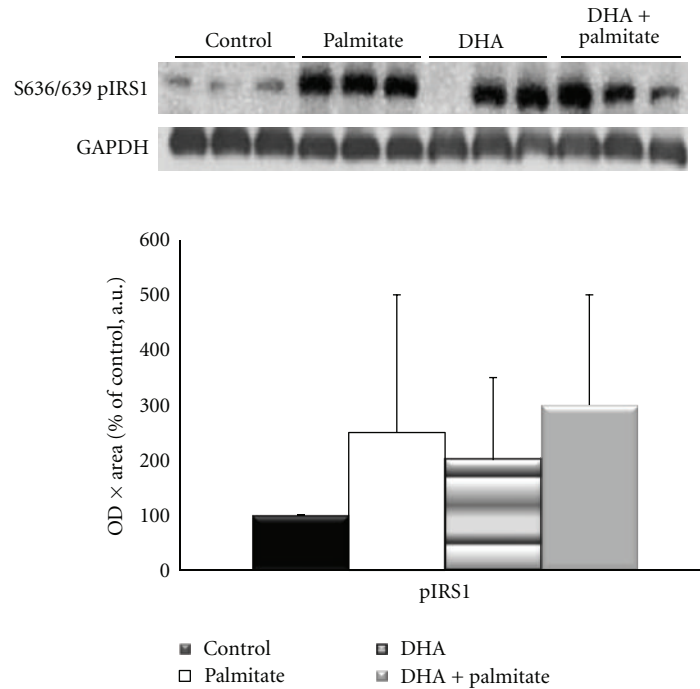 Control
Palmitate
DHA
DHA +
palmitate
S636/639 pIRS1
GAPDH
600
500
400
300
200
100
0
OD × area (% of control, a.u.)
pIRS1
Control
DHA
Palmitate
DHA + palmitate